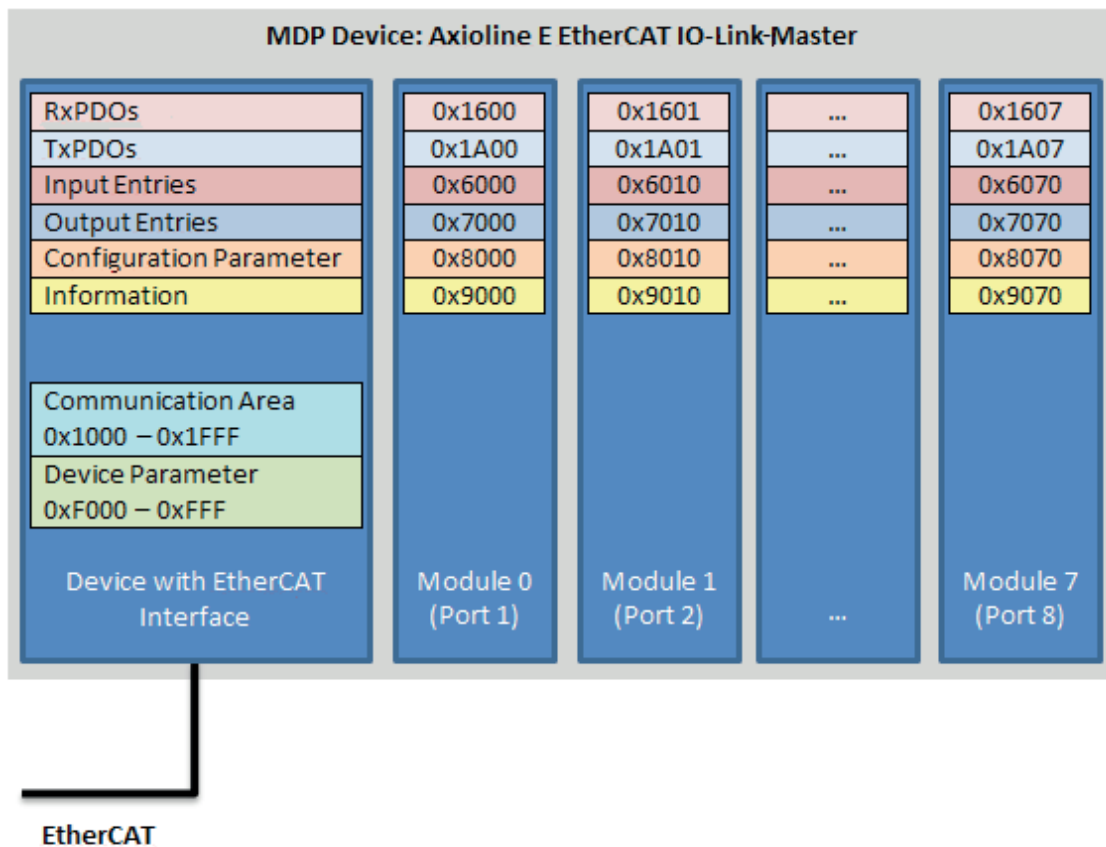 MDP Device: Axioline E EtherCAT IO-Link-Master
RxPDOs 0x1600 0x1601 ... 0x1607
TxPDOs 0x1A00 0x1A01 ... 0x1A07
Input Entries 0x6000 0x6010 ... 0x6070
Output Entries 0x7000 0x7010 ... 0x7070
Configuration Parameter 0x8000 0x8010 ... 0x8070
Information 0x9000 0x9010 ... 0x9070
Communication Area
0x1000 – 0x1FFF
Device Parameter
0xF000 – 0xFFF
Device with EtherCAT Module 0 Module 1 Module 7
Interface (Port 1) (Port 2) ... (Port 8)
EtherCAT